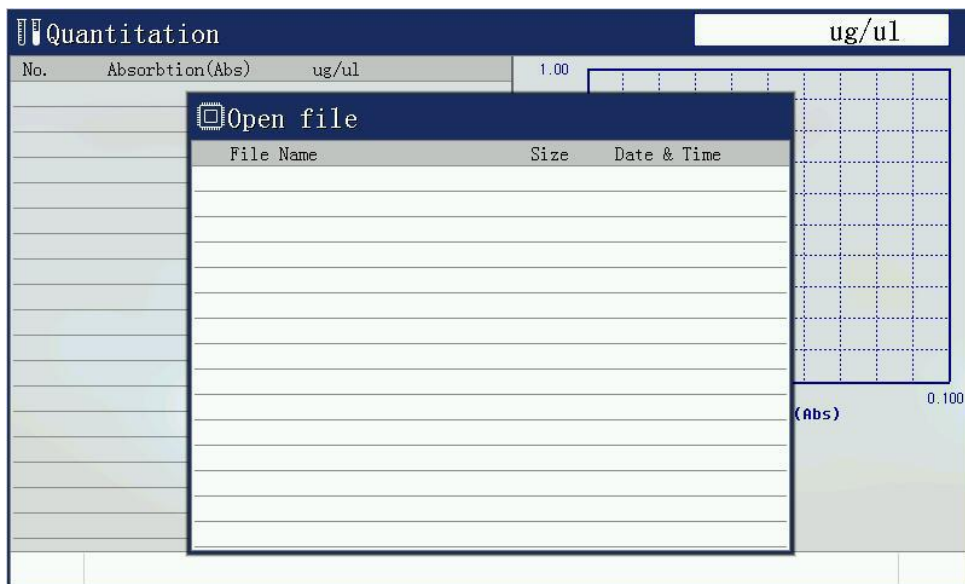 Quantitation ug/ul
No. Absorbtion(Abs) ug/ul
1.00
Open file
File Name Size Date & Time
0.100
(Abs)